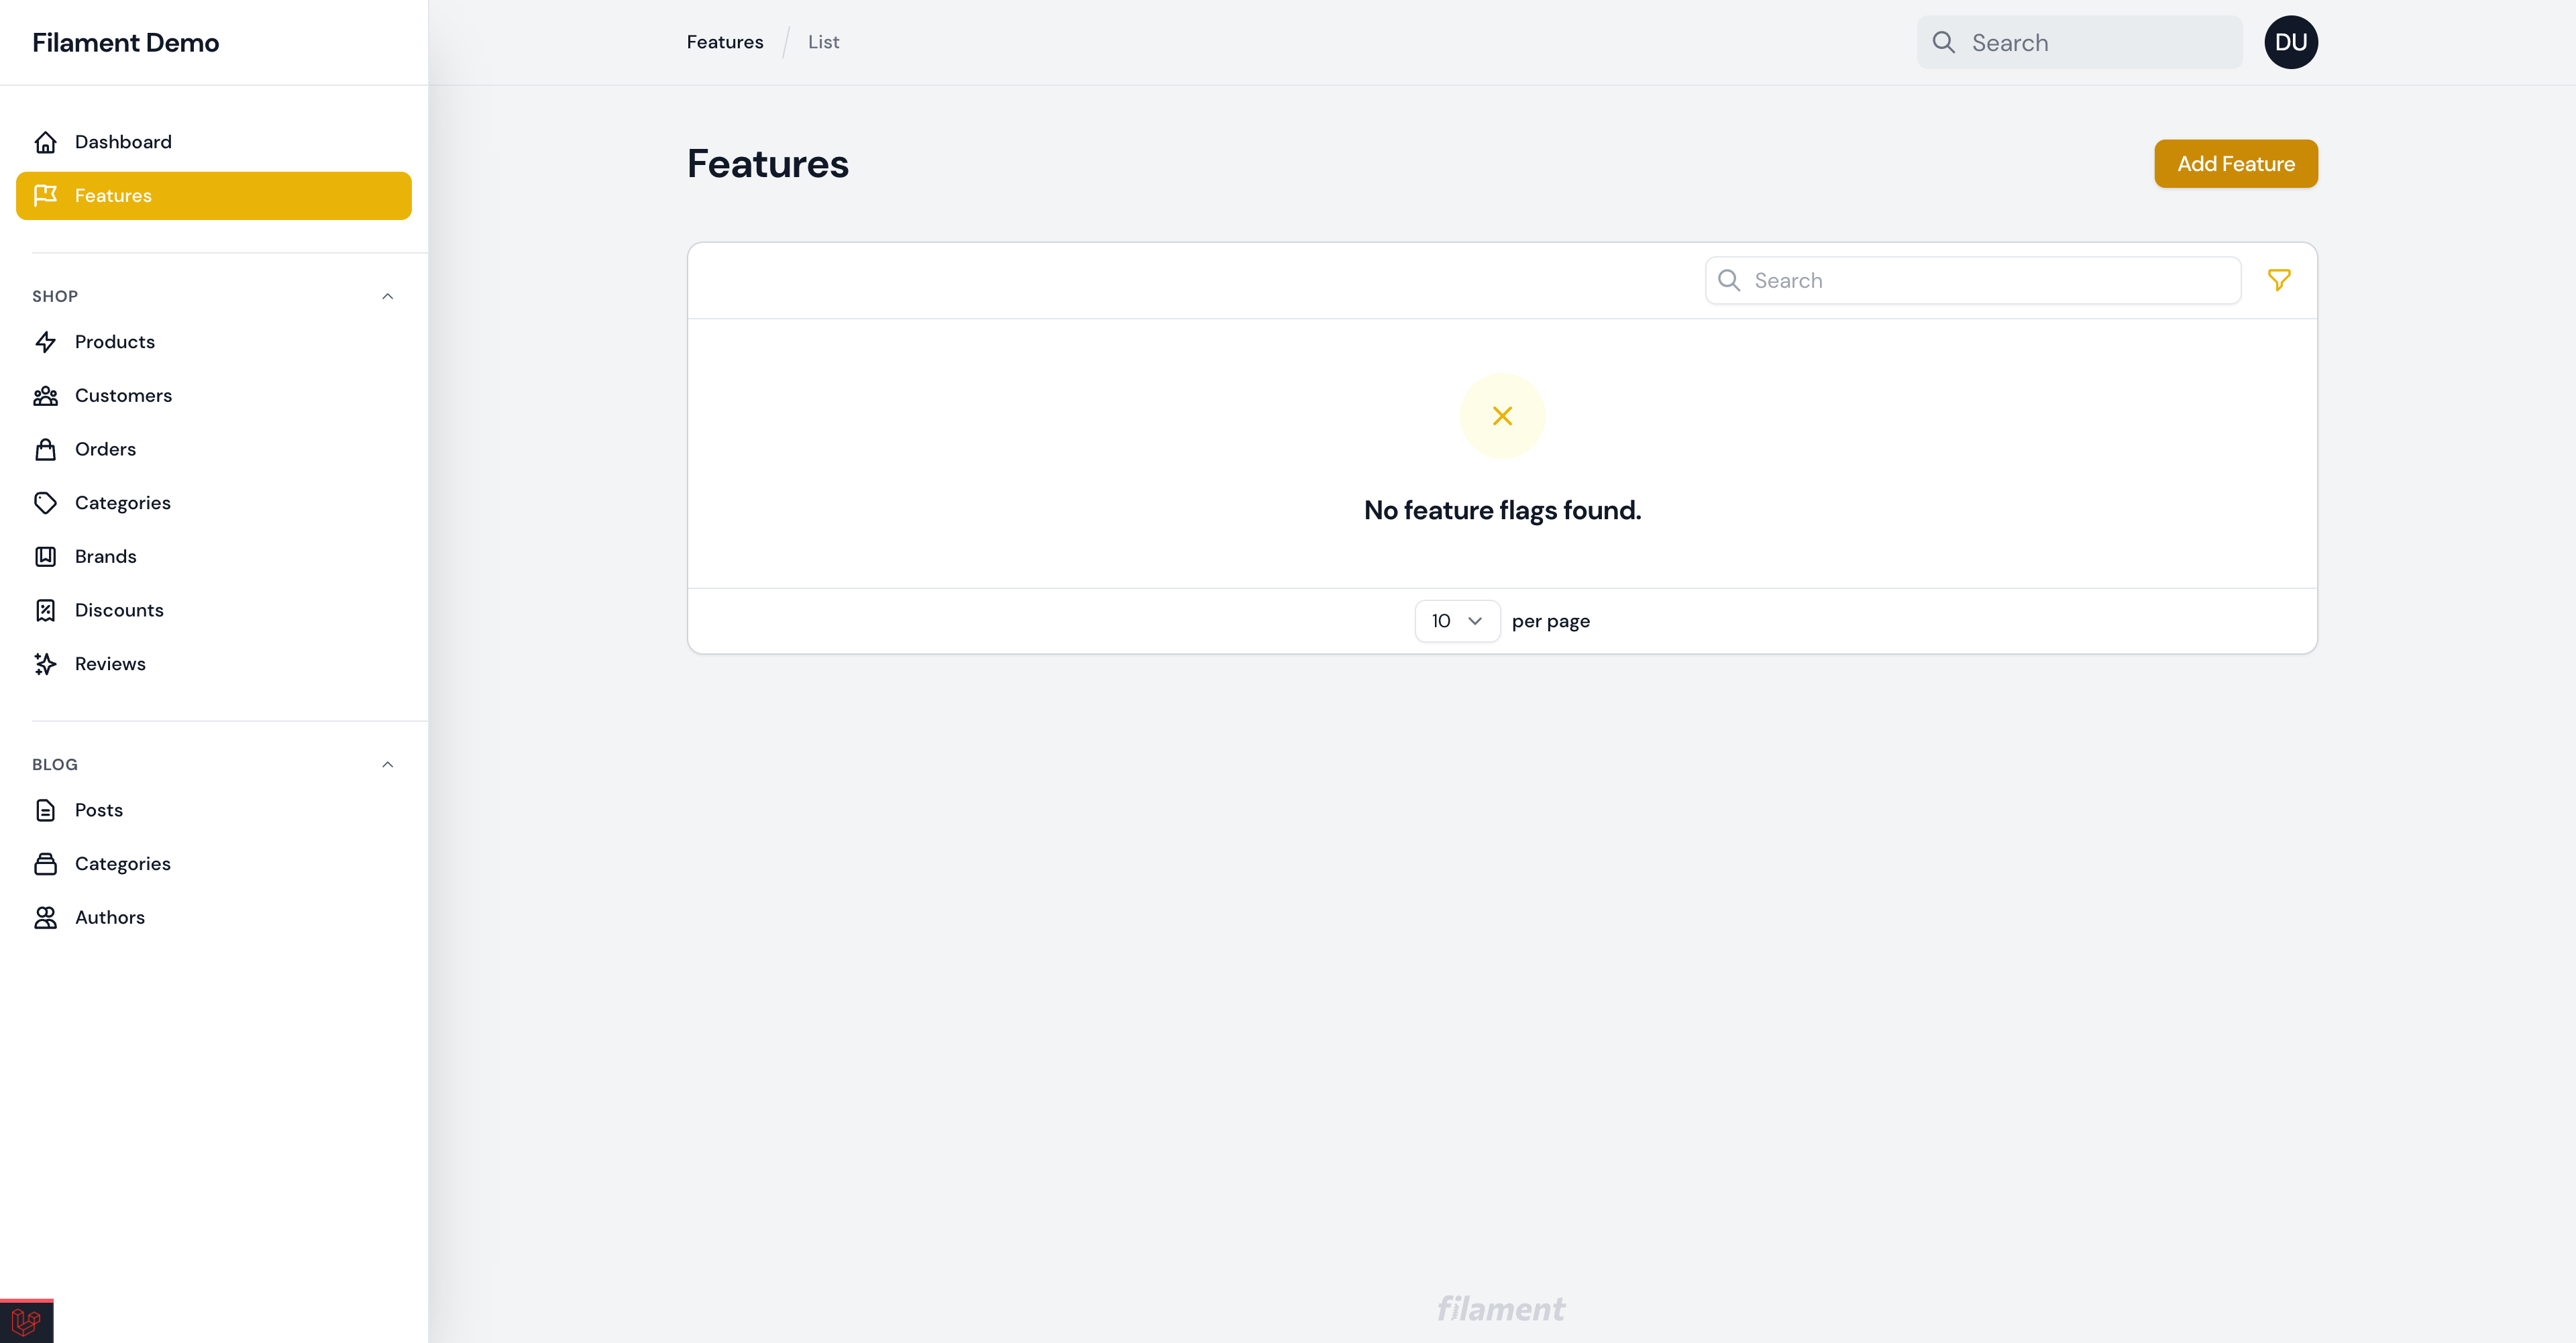 Filament Demo
Features / List
Search
DU
Dashboard
Features
SHOP
Products
Customers
Orders
Categories
Brands
Discounts
Reviews
BLOG
Posts
Categories
Authors
Features
Add Feature
Search
No feature flags found.
10 per page
filament